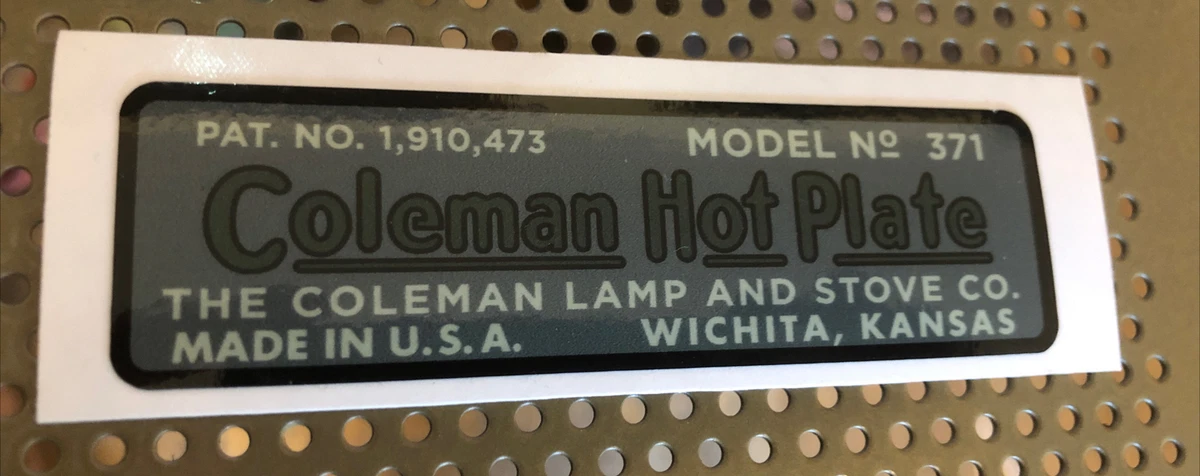 PAT. NO. 1,910,473 MODEL Nº 371
Coleman Hot Plate
THE COLEMAN LAMP AND STOVE CO.
MADE IN U.S.A. WICHITA, KANSAS